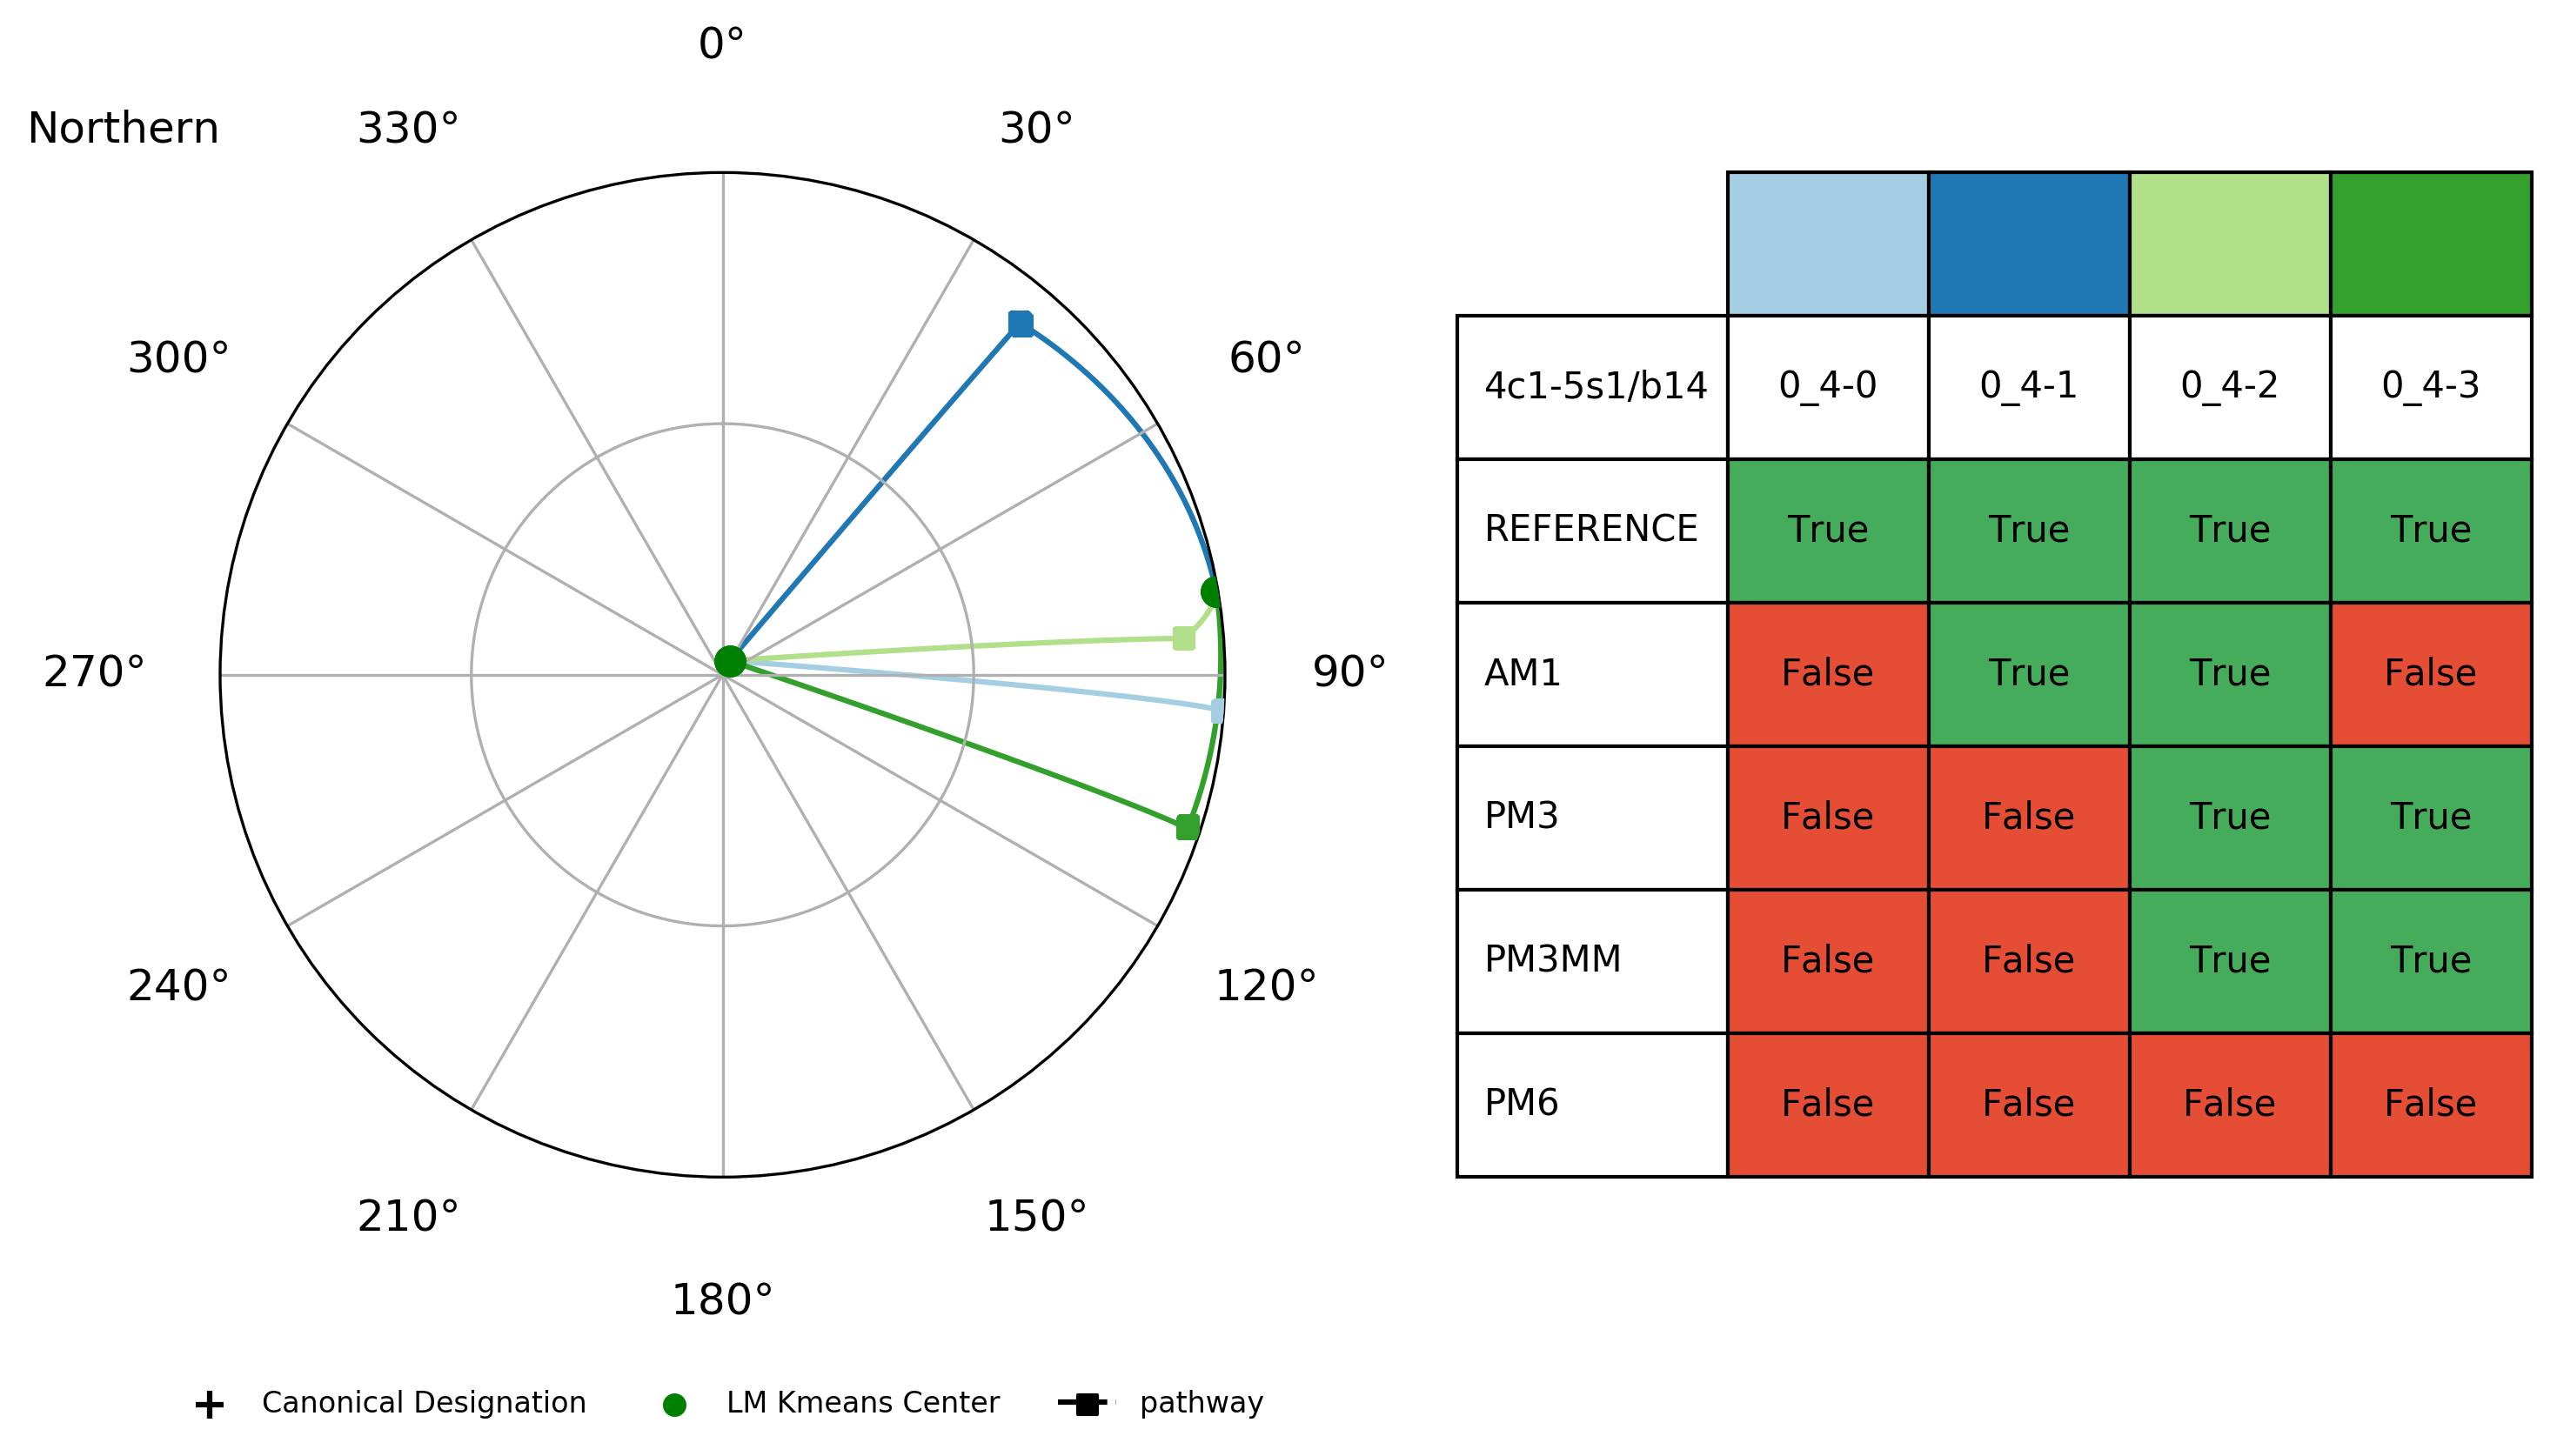 0°
Northern
330°
30°
300°
60°
270°
90°
240°
120°
210°
150°
180°
Canonical Designation
LM Kmeans Center
pathway
4c1-5s1/b14 0_4-0 0_4-1 0_4-2 0_4-3
REFERENCE True True True True
AM1 False True True False
PM3 False False True True
PM3MM False False True True
PM6 False False False False